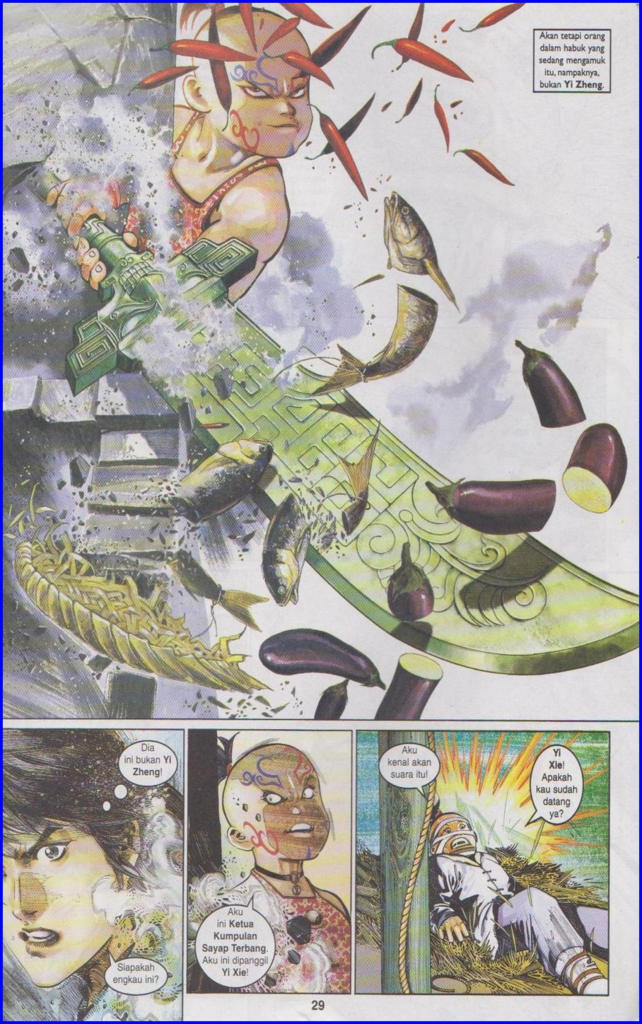 Akan tetapi orang
dalam habuk yang
sedang mengamuk
itu, nampaknya,
bukan Yi Zheng.
Dia
ini bukan Yi
Zheng!
Siapakah
engkau ini?
Aku
ini Ketua
Kumpulan
Sayap Terbang.
Aku ini dipanggil
Yi Xie!
Aku
kenal akan
suara itu!
Yi
Xie!
Apakah
kau sudah
datang
ya?
29